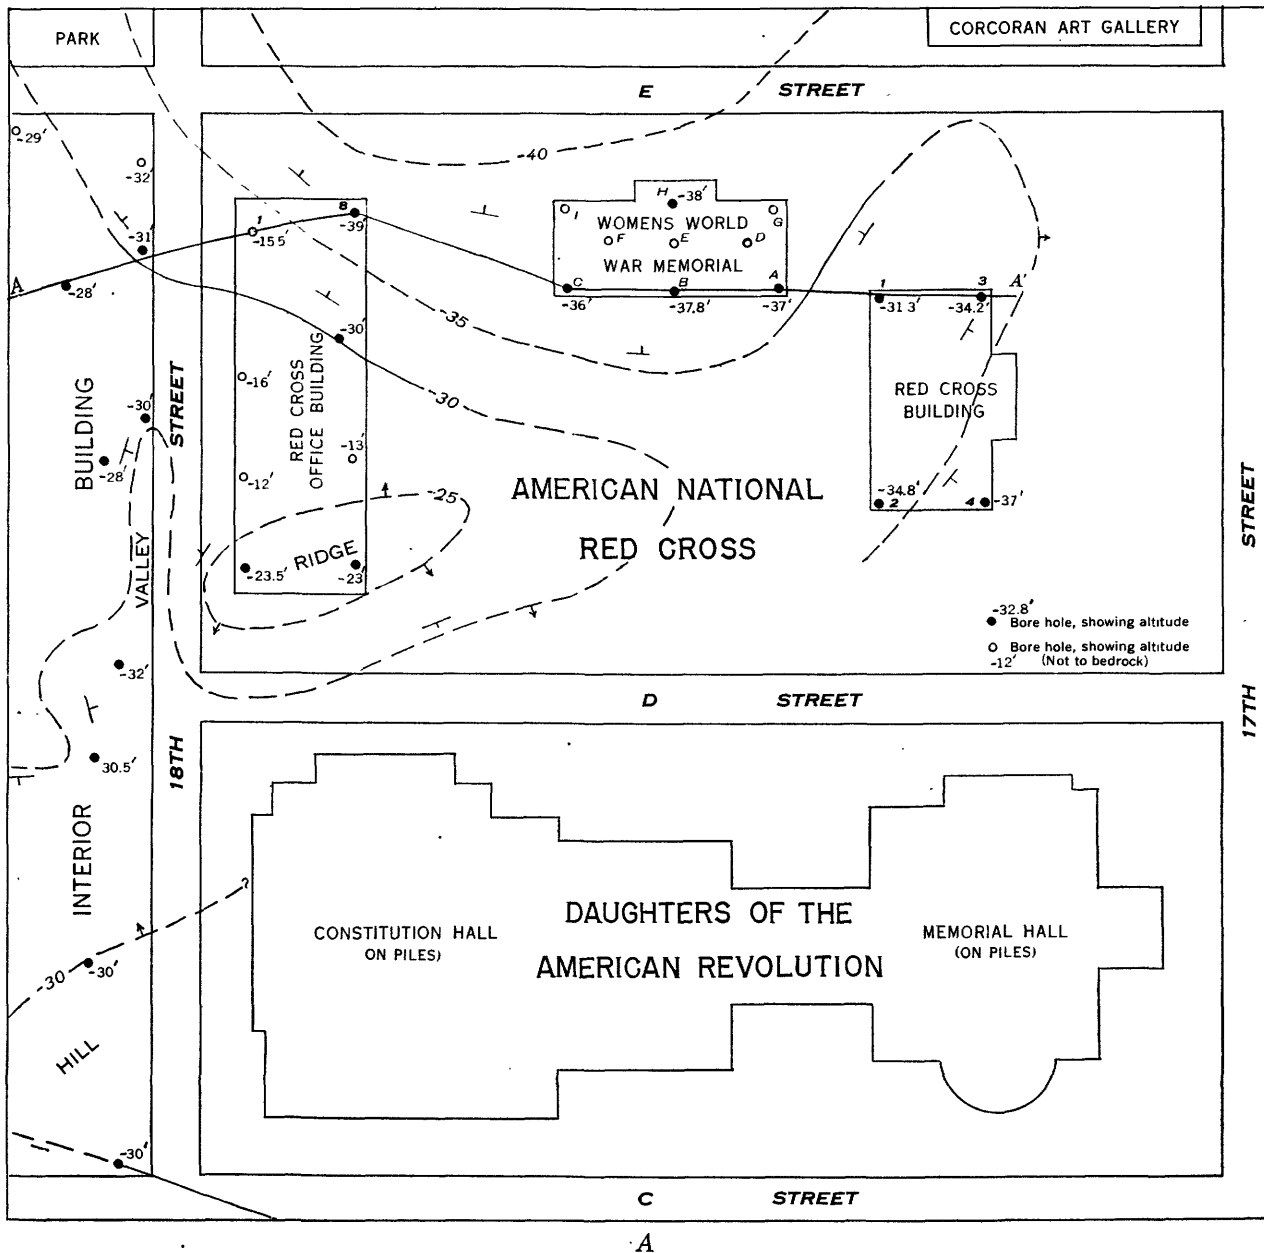 PARK
CORCORAN ART GALLERY
E STREET
-29'
-32'
-40
H -38'
8
-39'
1
-15.5'
I
G
WOMENS WORLD
F
E
D
-31'
WAR MEMORIAL
A
-28'
C
B
A
1
3
A'
-36'
-37.8'
-37'
-31.3'
-34.2'
-35
-30'
-16'
RED CROSS
OFFICE BUILDING
-30
RED CROSS
BUILDING
-30'
STREET
BUILDING
-28'
-13'
-12'
-25
AMERICAN NATIONAL
RED CROSS
-34.8'
2
4
-37'
STREET
RIDGE
-23.5'
-23'
VALLEY
-32.8'
Bore hole, showing altitude
Bore hole, showing altitude
-12'
(Not to bedrock)
-32'
D STREET
17TH
18TH
30.5'
INTERIOR
?
DAUGHTERS OF THE
AMERICAN REVOLUTION
CONSTITUTION HALL
ON PILES)
MEMORIAL HALL
(ON PILES)
-30
-30'
HILL
-30'
C STREET
A